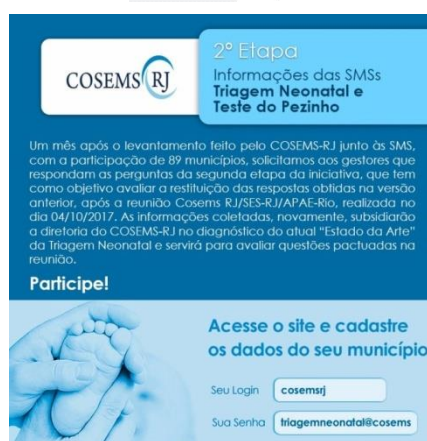 COSEMS RJ
2ª Etapa
Informações das SMSs
Triagem Neonatal e
Teste do Pezinho
Um mês após o levantamento feito pelo COSEMS-RJ junto às SMS,
com a participação de 89 municípios, solicitamos aos gestores que
respondam as perguntas da segunda etapa da iniciativa, que tem
como objetivo avaliar a restituição das respostas obtidas na versão
anterior, após a reunião Cosems RJ/SES-RJ/APAE-Rio, realizada no
dia 04/10/2017. As informações coletadas, novamente, subsidiarão
a diretoria do COSEMS-RJ no diagnóstico do atual “Estado da Arte”
da Triagem Neonatal e servirá para avaliar questões pactuadas na
reunião.
Participe!
Acesse o site e cadastre
os dados do seu município
Seu Login cosemsrj
Sua Senha triagemneonatal@cosems